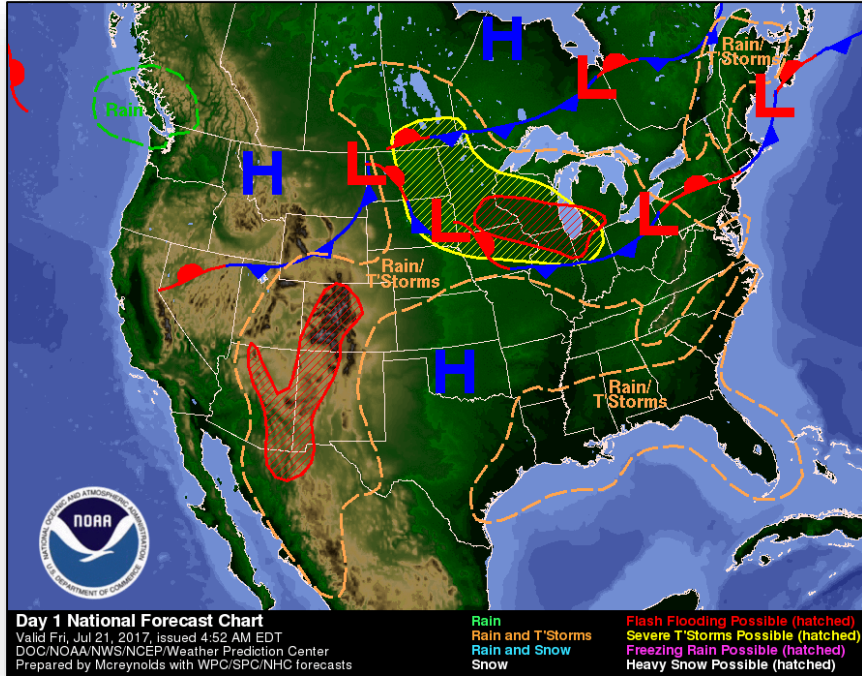 H
L
Rain/
T'Storms
L
Rain
H
L
L
L
Rain/
T'Storms
H
Rain/
T'Storms
NATIONAL OCEANIC AND ATMOSPHERIC ADMINISTRATION
NOAA
U.S. DEPARTMENT OF COMMERCE
Day 1 National Forecast Chart
Valid Fri, Jul 21, 2017, issued 4:52 AM EDT
DOC/NOAA/NWS/NCEP/Weather Prediction Center
Prepared by Mcreynolds with WPC/SPC/NHC forecasts
Rain
Rain and T'Storms
Rain and Snow
Snow
Flash Flooding Possible (hatched)
Severe T'Storms Possible (hatched)
Freezing Rain Possible (hatched)
Heavy Snow Possible (hatched)